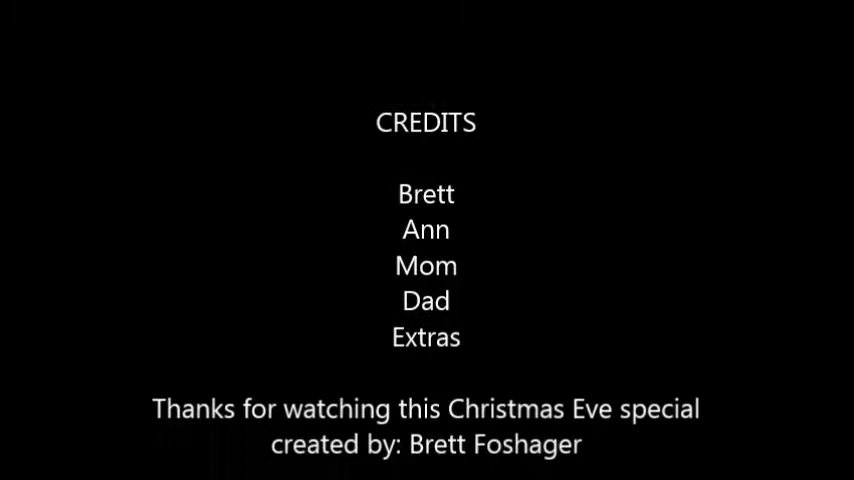 CREDITS
Brett
Ann
Mom
Dad
Extras
Thanks for watching this Christmas Eve special
created by: Brett Foshager